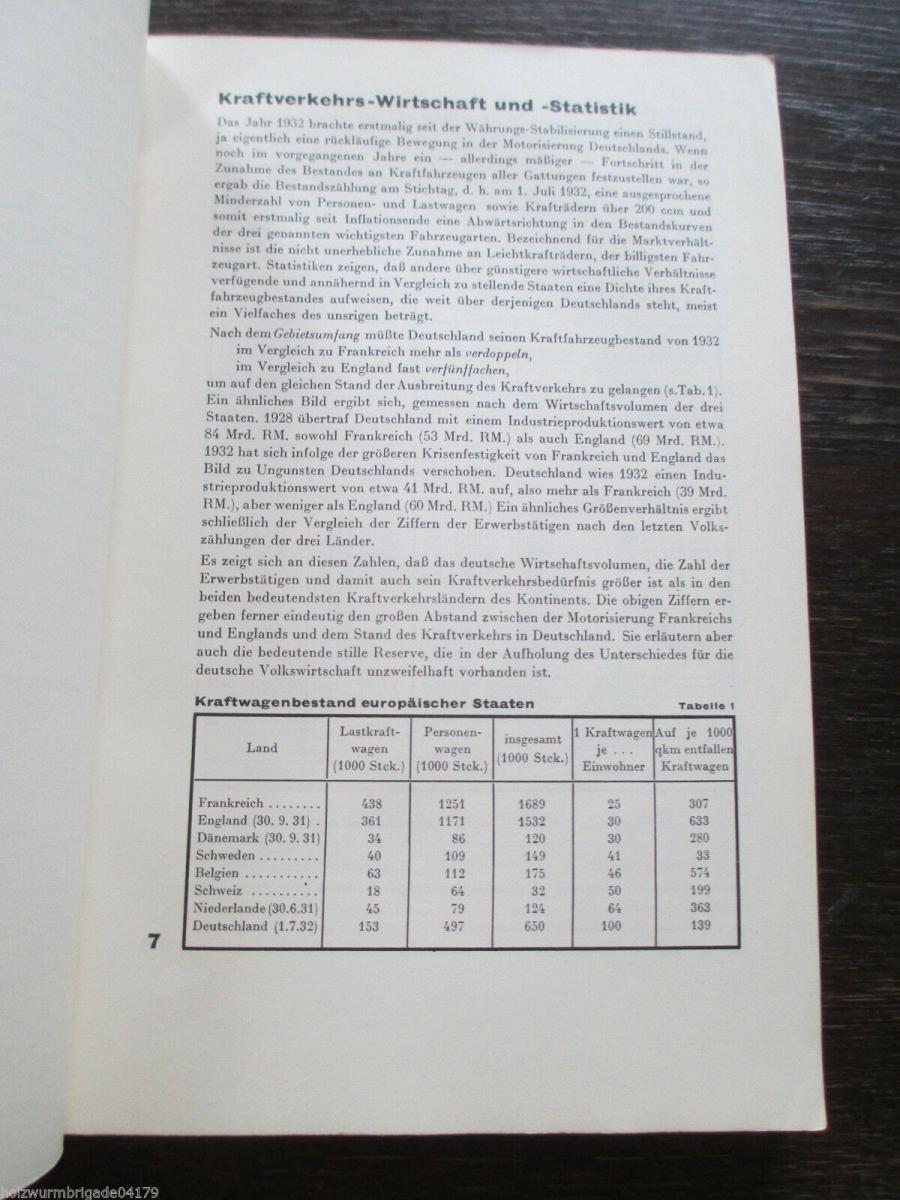 Kraftverkehrs-Wirtschaft und -Statistik
Das Jahr 1932 brachte erstmalig seit der Währungs-Stabilisierung einen Stillstand,
ja eigentlich eine rückläufige Bewegung in der Motorisierung Deutschlands. Wenn
noch im vorgegangenen Jahre ein — allerdings mäßiger — Fortschritt in der
Zunahme des Bestandes an Kraftfahrzeugen aller Gattungen festzustellen war, so
ergab die Bestandszählung am Stichtag, d. h. am 1. Juli 1932, eine ausgesprochene
Minderzahl von Personen- und Lastwagen sowie Krafträdern über 200 ccm und
somit erstmalig seit Inflationsende eine Abwärtsrichtung in den Bestandskurven
der drei genannten wichtigsten Fahrzeugarten. Bezeichnend für die Marktverhält-
nisse ist die nicht unerhebliche Zunahme an Leichtkrafträdern, der billigsten Fahr-
zeugart. Statistiken zeigen, daß andere über günstigere wirtschaftliche Verhältnisse
verfügende und annähernd in Vergleich zu stellende Staaten eine Dichte ihres Kraft-
fahrzeugbestandes aufweisen, die weit über derjenigen Deutschlands steht, meist
ein Vielfaches des unsrigen beträgt.
Nach dem Gebietsumfang müßte Deutschland seinen Kraftfahrzeugbestand von 1932
im Vergleich zu Frankreich mehr als verdoppeln,
im Vergleich zu England fast verfünffachen,
um auf den gleichen Stand der Ausbreitung des Kraftverkehrs zu gelangen (s.Tab.1).
Ein ähnliches Bild ergibt sich, gemessen nach dem Wirtschaftsvolumen der drei
Staaten. 1928 übertraf Deutschland mit einem Industrieproduktionswert von etwa
84 Mrd. RM. sowohl Frankreich (53 Mrd. RM.) als auch England (69 Mrd. RM.).
1932 hat sich infolge der größeren Krisenfestigkeit von Frankreich und England das
Bild zu Ungunsten Deutschlands verschoben. Deutschland wies 1932 einen Indu-
strieproduktionswert von etwa 41 Mrd. RM. auf, also mehr als Frankreich (39 Mrd.
RM.), aber weniger als England (60 Mrd. RM.) Ein ähnliches Größenverhältnis ergibt
schließlich der Vergleich der Ziffern der Erwerbstätigen nach den letzten Volks-
zählungen der drei Länder.
Es zeigt sich an diesen Zahlen, daß das deutsche Wirtschaftsvolumen, die Zahl der
Erwerbstätigen und damit auch sein Kraftverkehrsbedürfnis größer ist als in den
beiden bedeutendsten Kraftverkehrsländern des Kontinents. Die obigen Ziffern er-
geben ferner eindeutig den großen Abstand zwischen der Motorisierung Frankreichs
und Englands und dem Stand des Kraftverkehrs in Deutschland. Sie erläutern aber
auch die bedeutende stille Reserve, die in der Aufholung des Unterschiedes für die
deutsche Volkswirtschaft unzweifelhaft vorhanden ist.
Kraftwagenbestand europäischer Staaten Tabelle 1
Land Lastkraft-wagen (1000 Stck.) Personen-wagen (1000 Stck.) insgesamt (1000 Stck.) 1 Kraftwagen je ... Einwohner Auf je 1000 qkm entfallen Kraftwagen
Frankreich ........ 438 1251 1689 25 307
England (30. 9. 31) . 361 1171 1532 30 633
Dänemark (30. 9. 31) 34 86 120 30 280
Schweden ......... 40 109 149 41 33
Belgien ........... 63 112 175 46 574
Schweiz .......... 18 64 32 50 199
Niederlande (30.6.31) 45 79 124 64 363
Deutschland (1.7.32) 153 497 650 100 139
7
holzwurmbrigade04179